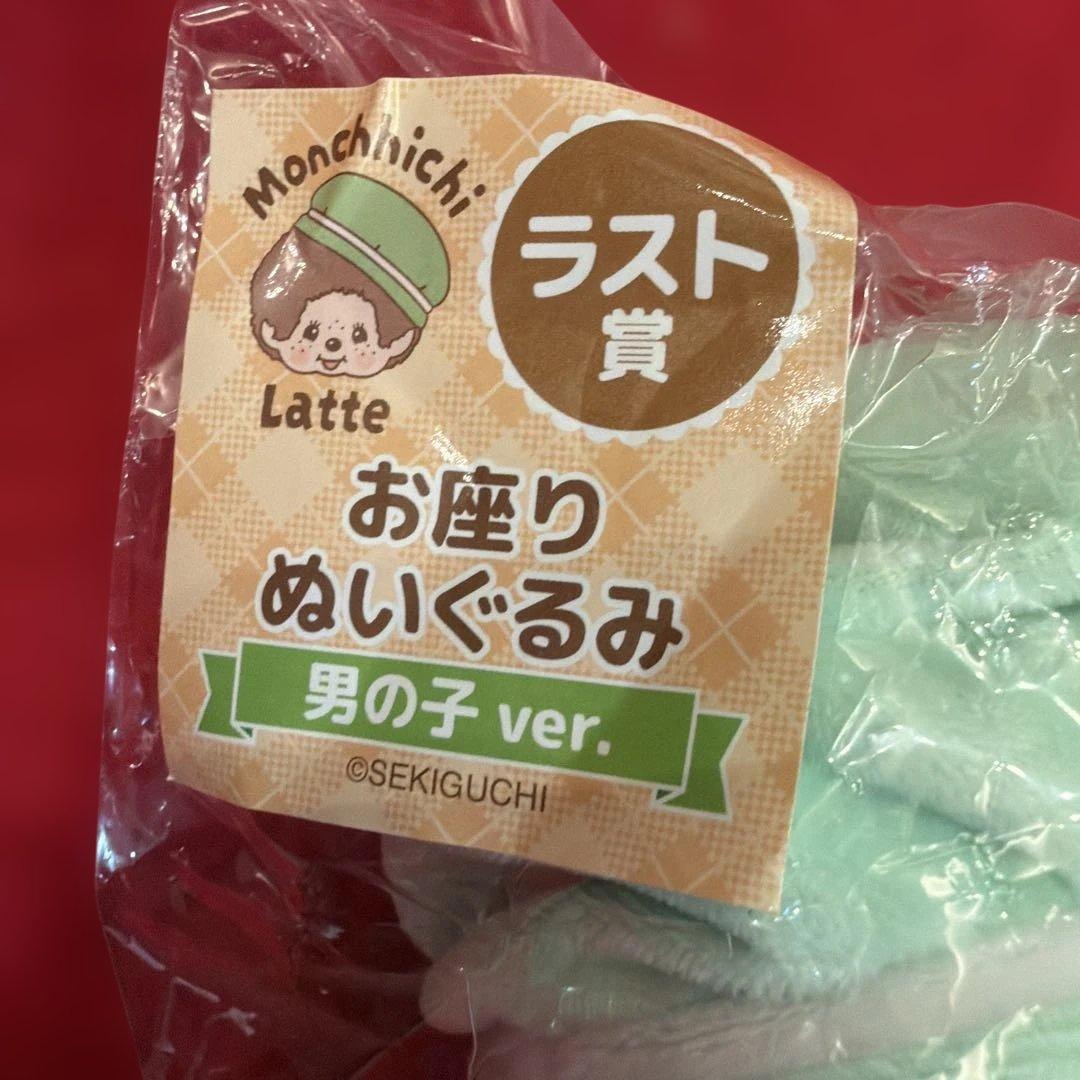 Monchhichi
Latte
ラスト
賞
お座り
ぬいぐるみ
男の子 ver.
©SEKIGUCHI